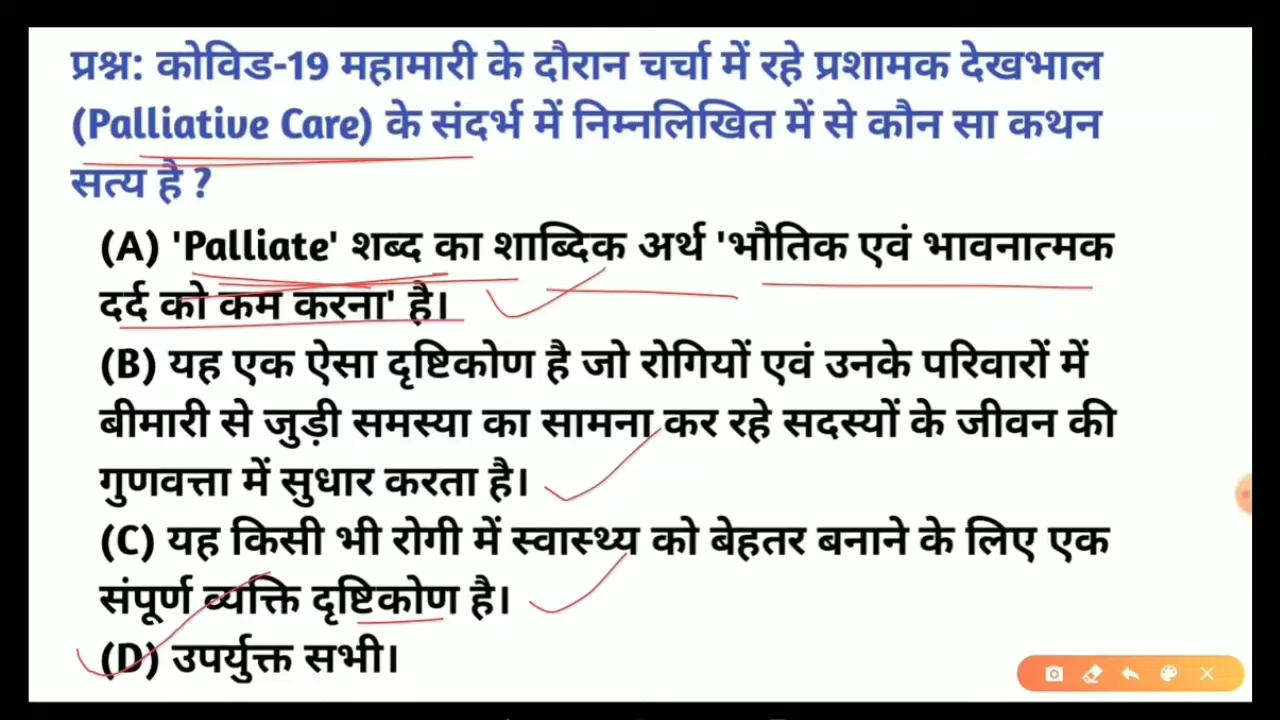 प्रश्न: कोविड-19 महामारी के दौरान चर्चा में रहे प्रशामक देखभाल
(Palliative Care) के संदर्भ में निम्नलिखित में से कौन सा कथन
सत्य है ?
(A) 'Palliate' शब्द का शाब्दिक अर्थ 'भौतिक एवं भावनात्मक
दर्द को कम करना' है।
(B) यह एक ऐसा दृष्टिकोण है जो रोगियों एवं उनके परिवारों में
बीमारी से जुड़ी समस्या का सामना कर रहे सदस्यों के जीवन की
गुणवत्ता में सुधार करता है।
(C) यह किसी भी रोगी में स्वास्थ्य को बेहतर बनाने के लिए एक
संपूर्ण व्यक्ति दृष्टिकोण है।
(D) उपर्युक्त सभी।